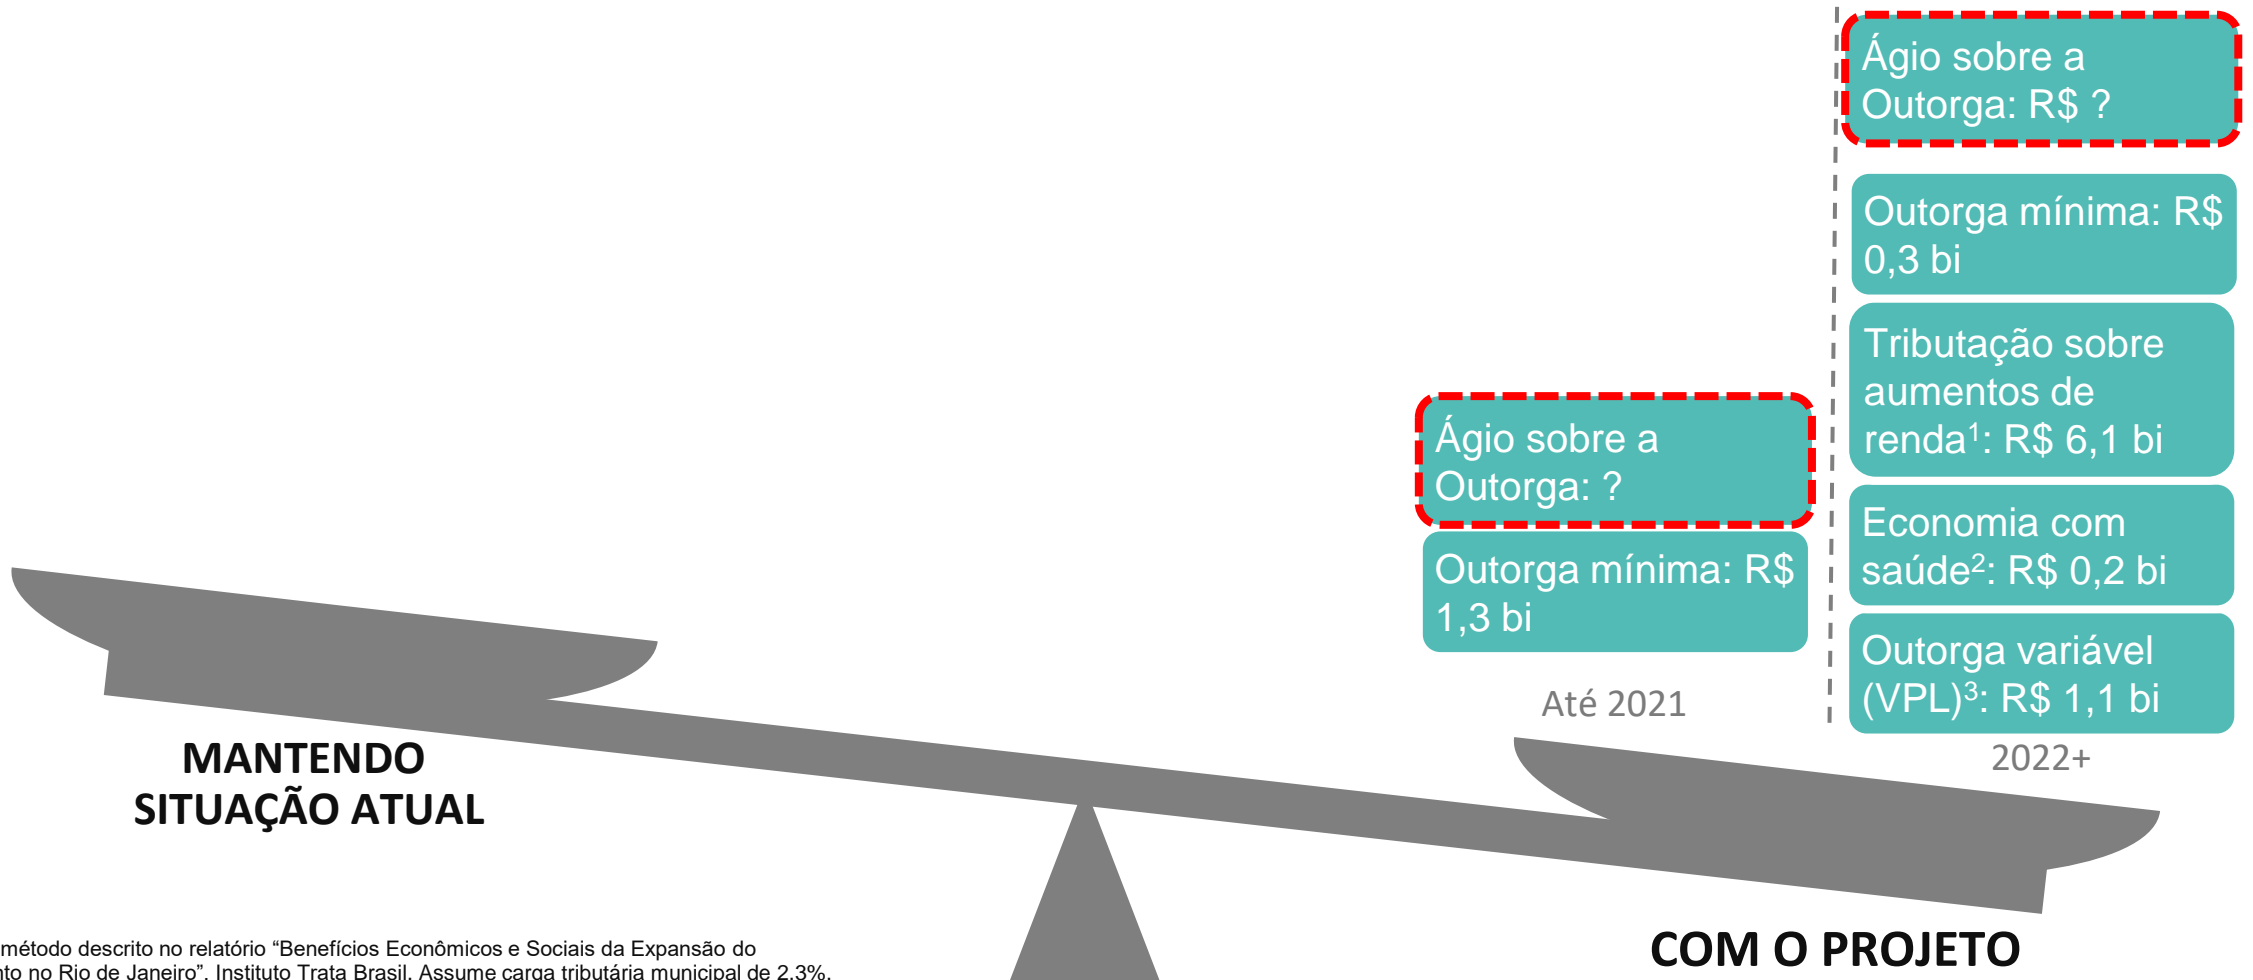 Ágio sobre a
Outorga: R$ ?
Outorga mínima: R$
0,3 bi
Tributação sobre
aumentos de
renda¹: R$ 6,1 bi
Economia com
saúde²: R$ 0,2 bi
Outorga variável
(VPL)³: R$ 1,1 bi
2022+
Ágio sobre a
Outorga: ?
Outorga mínima: R$
1,3 bi
Até 2021
MANTENDO
SITUAÇÃO ATUAL
COM O PROJETO
método descrito no relatório “Benefícios Econômicos e Sociais da Expansão do
no Rio de Janeiro”, Instituto Trata Brasil. Assume carga tributária municipal de 2,3%.